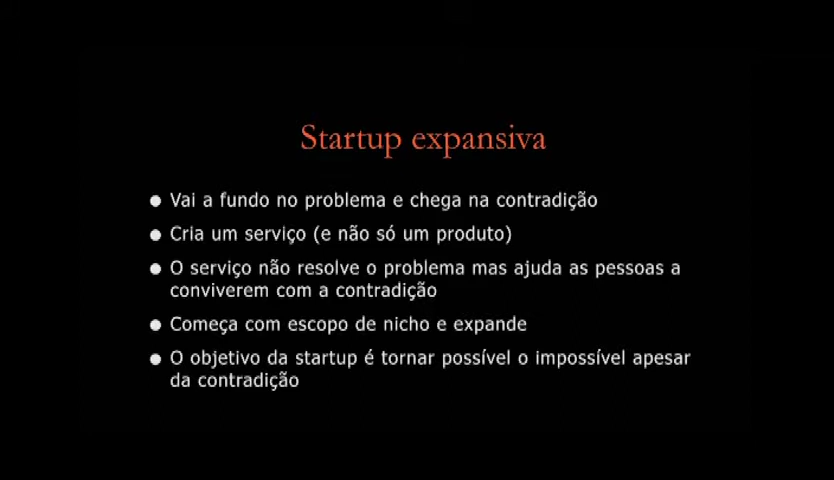 Startup expansiva
● Vai a fundo no problema e chega na contradição
● Cria um serviço (e não só um produto)
● O serviço não resolve o problema mas ajuda as pessoas a
conviverem com a contradição
● Começa com escopo de nicho e expande
● O objetivo da startup é tornar possível o impossível apesar
da contradição